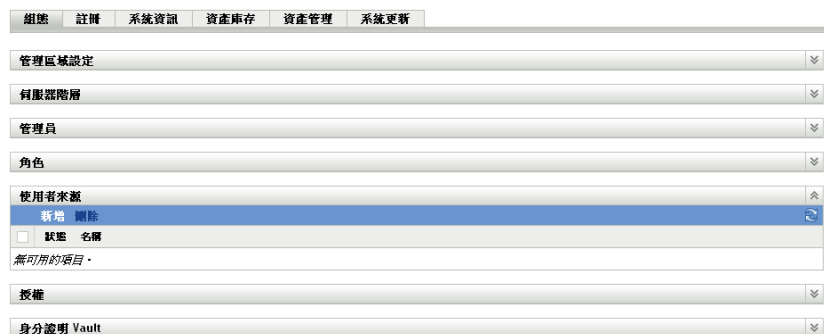 組態 註冊 系統資訊 資產庫存 資產管理 系統更新
管理區域設定
伺服器階層
管理員
角色
使用者來源
新增 刪除
狀態 名稱
無可用的項目。
授權
身分證明 Vault